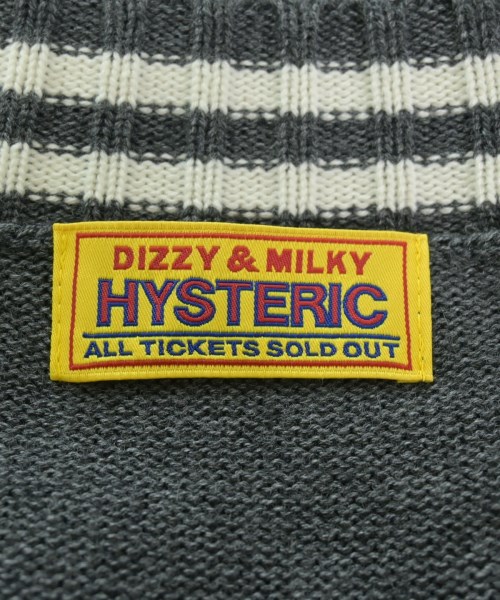 DIZZY & MILKY
HYSTERIC
ALL TICKETS SOLD OUT